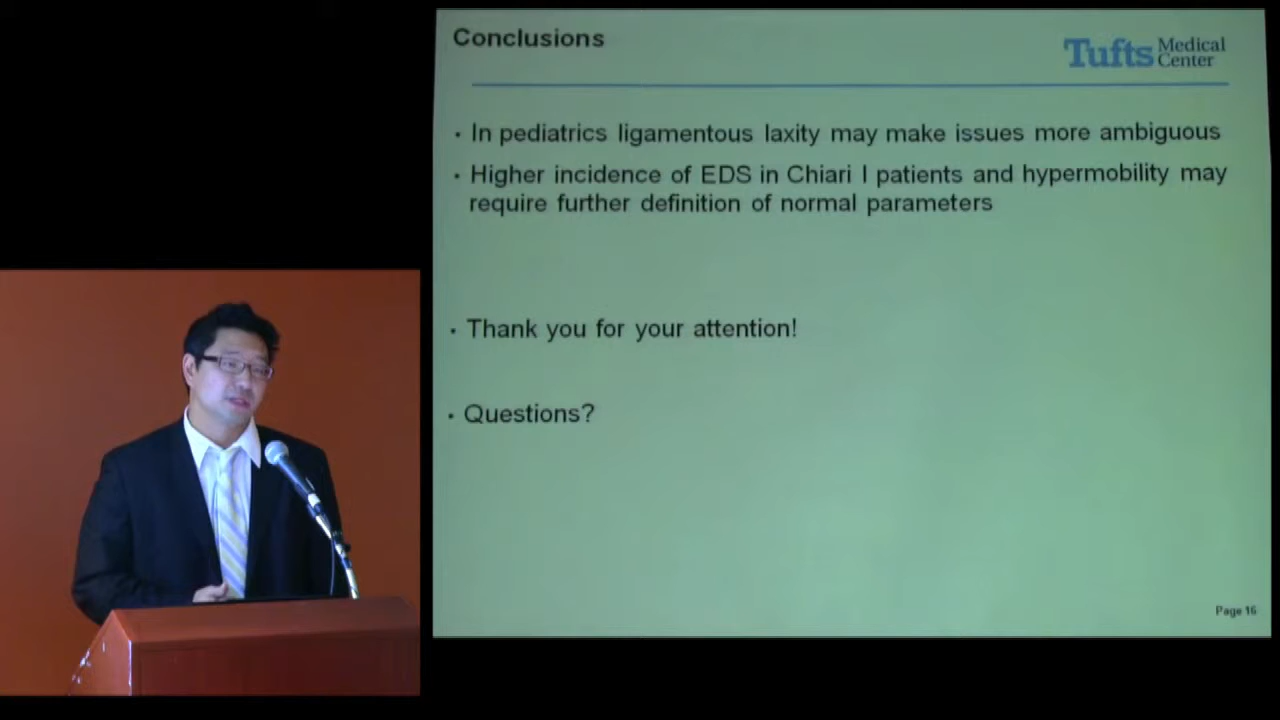 Conclusions
Tufts Medical
Center
• In pediatrics ligamentous laxity may make issues more ambiguous
• Higher incidence of EDS in Chiari I patients and hypermobility may
require further definition of normal parameters
• Thank you for your attention!
• Questions?
Page 16